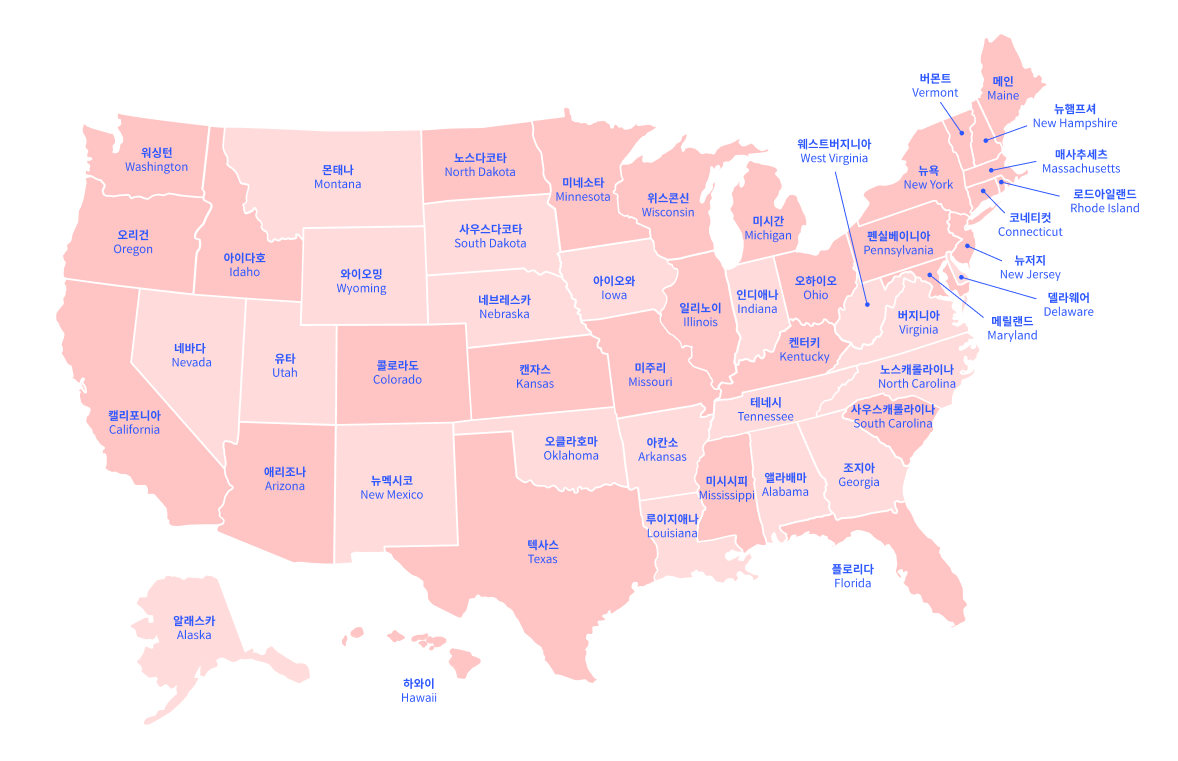 버몬트
Vermont
메인
Maine
뉴햄프셔
New Hampshire
워싱턴
Washington
몬태나
Montana
노스다코타
North Dakota
미네소타
Minnesota
웨스트버지니아
West Virginia
매사추세츠
Massachusetts
위스콘신
Wisconsin
뉴욕
New York
로드아일랜드
Rhode Island
오리건
Oregon
사우스다코타
South Dakota
미시간
Michigan
코네티컷
Connecticut
아이다호
Idaho
펜실베이니아
Pennsylvania
와이오밍
Wyoming
뉴저지
New Jersey
네브레스카
Nebraska
아이오와
Iowa
일리노이
Illinois
인디애나
Indiana
오하이오
Ohio
델라웨어
Delaware
버지니아
Virginia
메릴랜드
Maryland
네바다
Nevada
유타
Utah
콜로라도
Colorado
캔자스
Kansas
미주리
Missouri
켄터키
Kentucky
노스캐롤라이나
North Carolina
캘리포니아
California
테네시
Tennessee
사우스캐롤라이나
South Carolina
애리조나
Arizona
뉴멕시코
New Mexico
오클라호마
Oklahoma
아칸소
Arkansas
미시시피
Mississippi
앨라배마
Alabama
조지아
Georgia
루이지애나
Louisiana
텍사스
Texas
플로리다
Florida
알래스카
Alaska
하와이
Hawaii